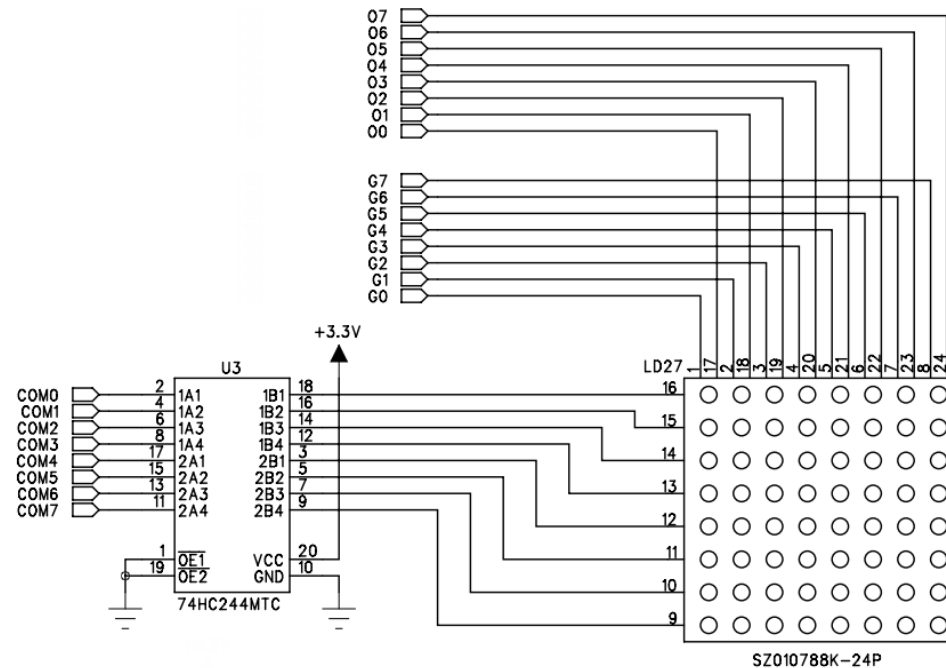 O7
O6
O5
O4
O3
O2
O1
O0
G7
G6
G5
G4
G3
G2
G1
G0
+3.3V
U3
LD27
1 17 2 18 3 19 4 20 5 21 6 22 7 23 8 24
COM0 2 1A1 1B1 18 16
COM1 4 1A2 1B2 16 15
COM2 6 1A3 1B3 14 14
COM3 8 1A4 1B4 12 13
COM4 17 2A1 2B1 3 12
COM5 15 2A2 2B2 5 11
COM6 13 2A3 2B3 7 10
COM7 11 2A4 2B4 9 9
1 OE1 VCC 20
19 OE2 GND 10
74HC244MTC
SZ010788K-24P